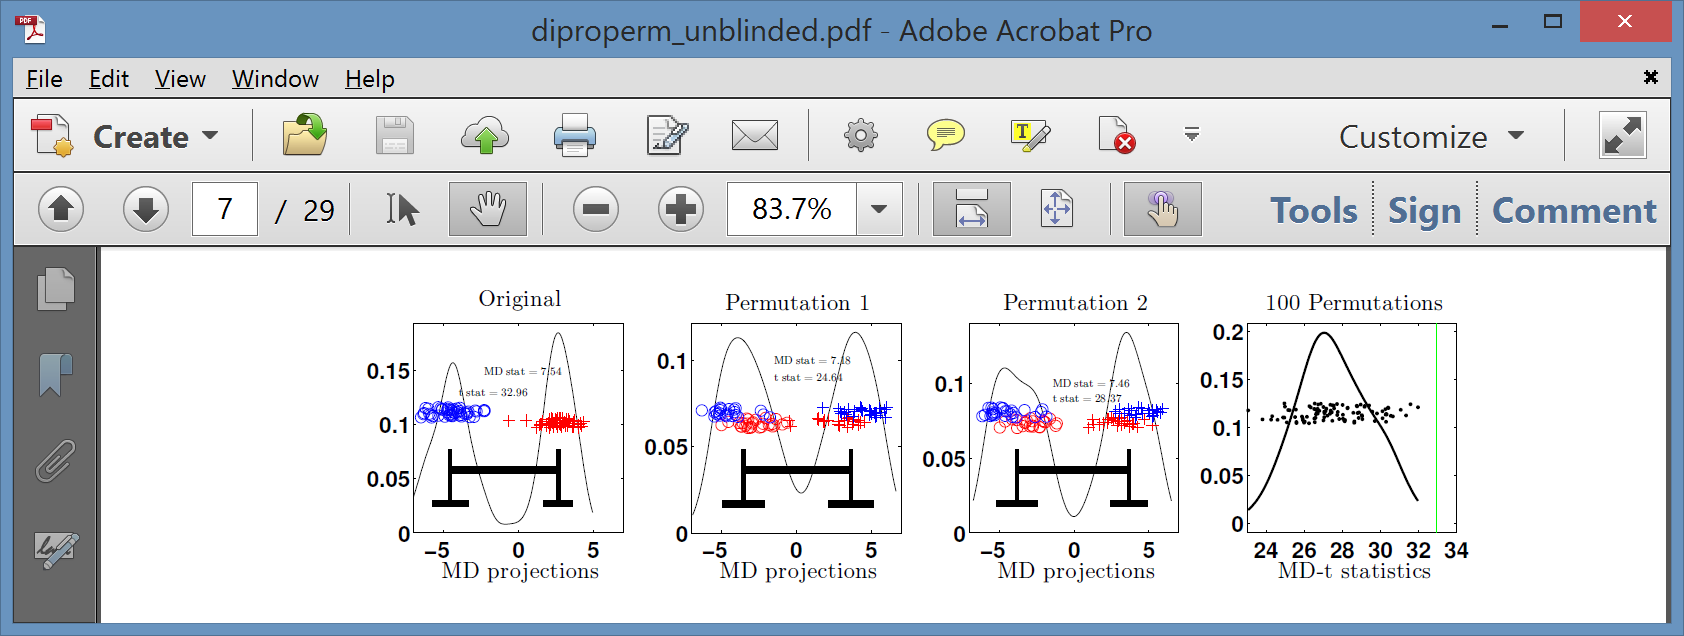 diproperm_unblinded.pdf - Adobe Acrobat Pro
File Edit View Window Help
Create
Customize
7 / 29
83.7%
Tools Sign Comment
Original
0.15
0.1
0.05
0
MD stat = 7.54
t stat = 32.96
−5 0 5
MD projections
Permutation 1
0.1
0.05
0
MD stat = 7.18
t stat = 24.64
−5 0 5
MD projections
Permutation 2
0.1
0.05
0
MD stat = 7.46
t stat = 28.37
−5 0 5
MD projections
100 Permutations
0.2
0.15
0.1
0.05
0
24 26 28 30 32 34
MD-t statistics